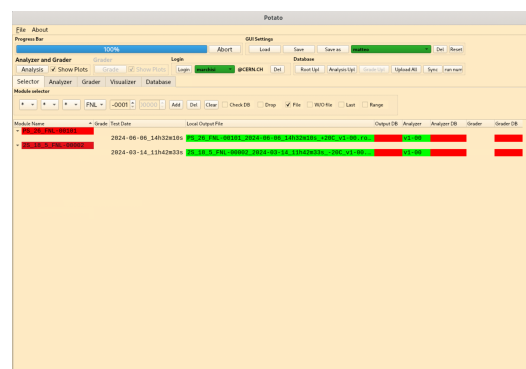 Potato
File About
Progress Bar
GUI Settings
100%
Abort
Load
Save
Save as
matteo
Del
Reset
Analyzer and Grader
Grader
Login
Database
Analysis
Show Plots
Grade
Show Plots
Login
@CERN.CH
Del
Root Upl
Analysis Upl
Grade Upl
Upload All
Sync
run num
Selector Analyzer Grader Visualizer Database
Module selector
* * * FNL -0001
Add
Del
Clear
Check DB
Drop
File
W/O File
Last
Range
Module Name Grade Test Date Local Output File Output DB Analyzer Analyzer DB Grader Grader DB
PS_26_FNL-00101
2024-06-06_14h32m10s PS_26_FNL-00101_2024-06-06_14h32m10s_+20C_v1-00.ro... v1-00
2S_18_5_FNL-00002
2024-03-14_11h42m33s 2S_18_5_FNL-00002_2024-03-14_11h42m33s_-20C_v1-00... v1-00